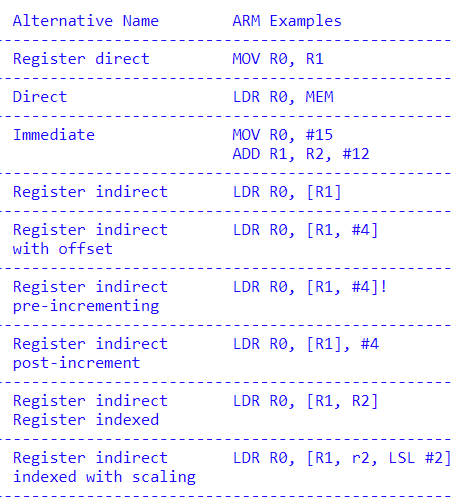 Alternative Name ARM Examples
Register direct MOV R0, R1
Direct LDR R0, MEM
Immediate MOV R0, #15
ADD R1, R2, #12
Register indirect LDR R0, [R1]
Register indirect LDR R0, [R1, #4]
with offset
Register indirect LDR R0, [R1, #4]!
pre-incrementing
Register indirect LDR R0, [R1], #4
post-increment
Register indirect LDR R0, [R1, R2]
Register indexed
Register indirect LDR R0, [R1, r2, LSL #2]
indexed with scaling